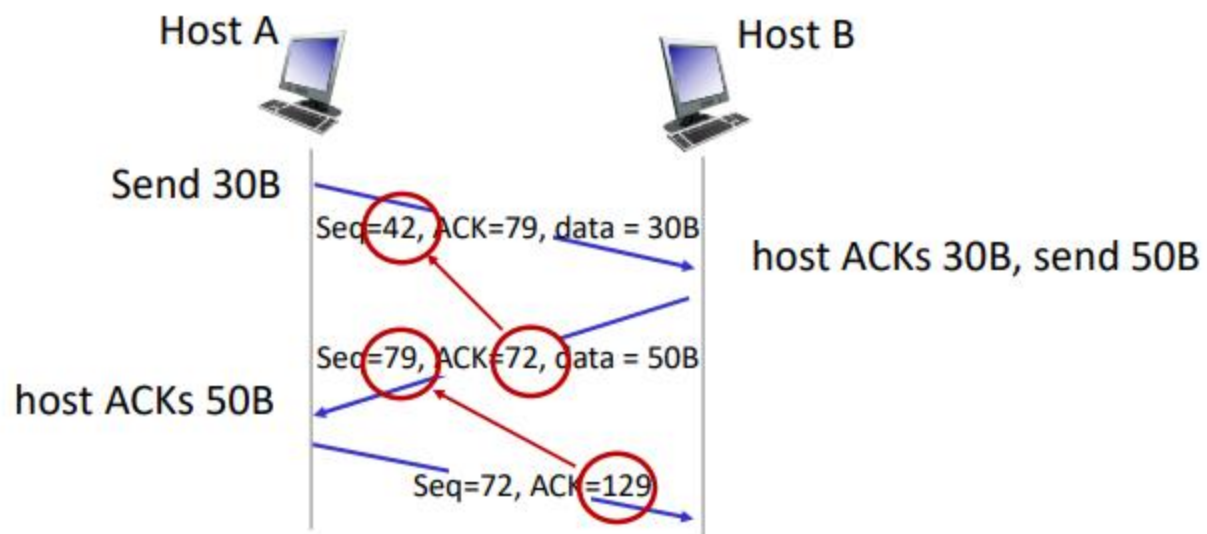 Host A
Host B
Send 30B
Seq=42, ACK=79, data = 30B
host ACKs 30B, send 50B
Seq=79, ACK=72, data = 50B
host ACKs 50B
Seq=72, ACK=129